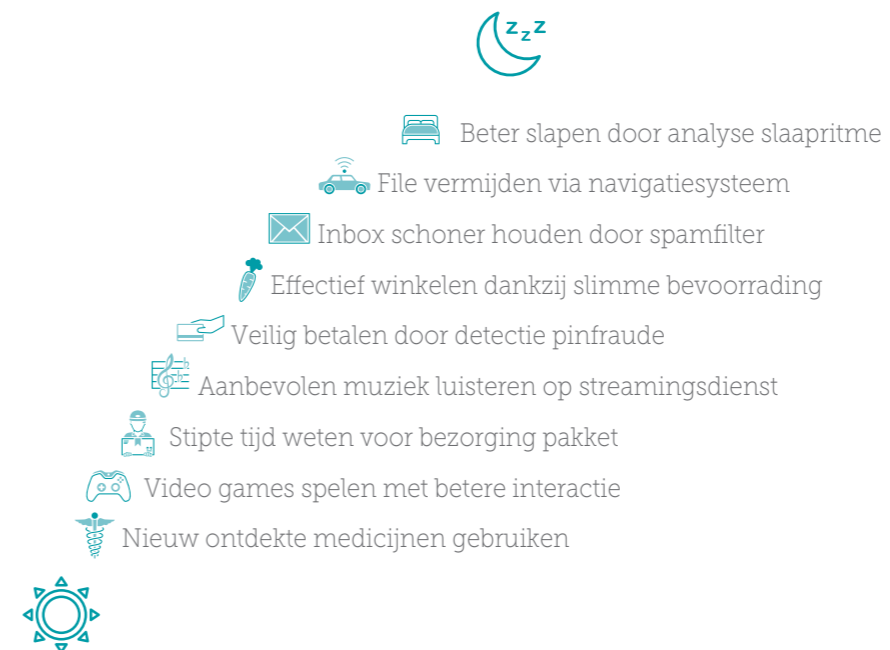 z z z
Beter slapen door analyse slaapritme
File vermijden via navigatiesysteem
Inbox schoner houden door spamfilter
Effectief winkelen dankzij slimme bevoorrading
Veilig betalen door detectie pinfraude
Aanbevolen muziek luisteren op streamingsdienst
Stipte tijd weten voor bezorging pakket
Video games spelen met betere interactie
Nieuw ontdekte medicijnen gebruiken